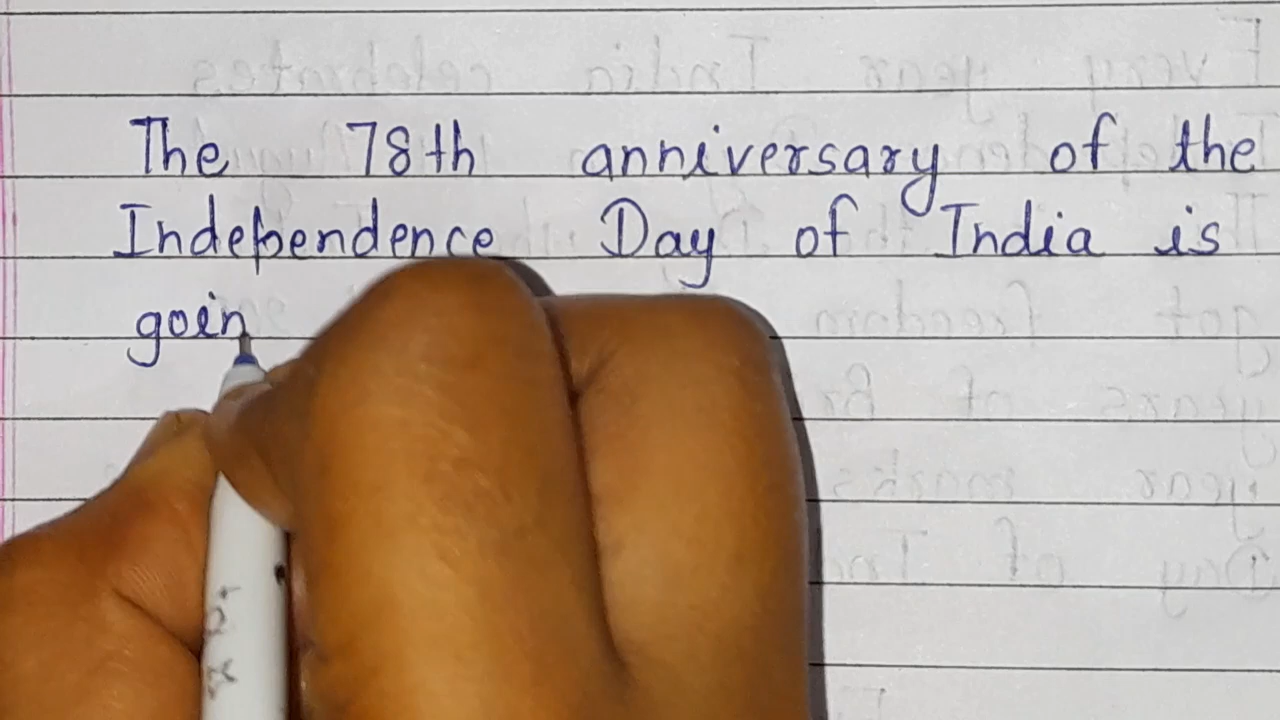 The 78th anniversary of the
Independence Day of India is
goin